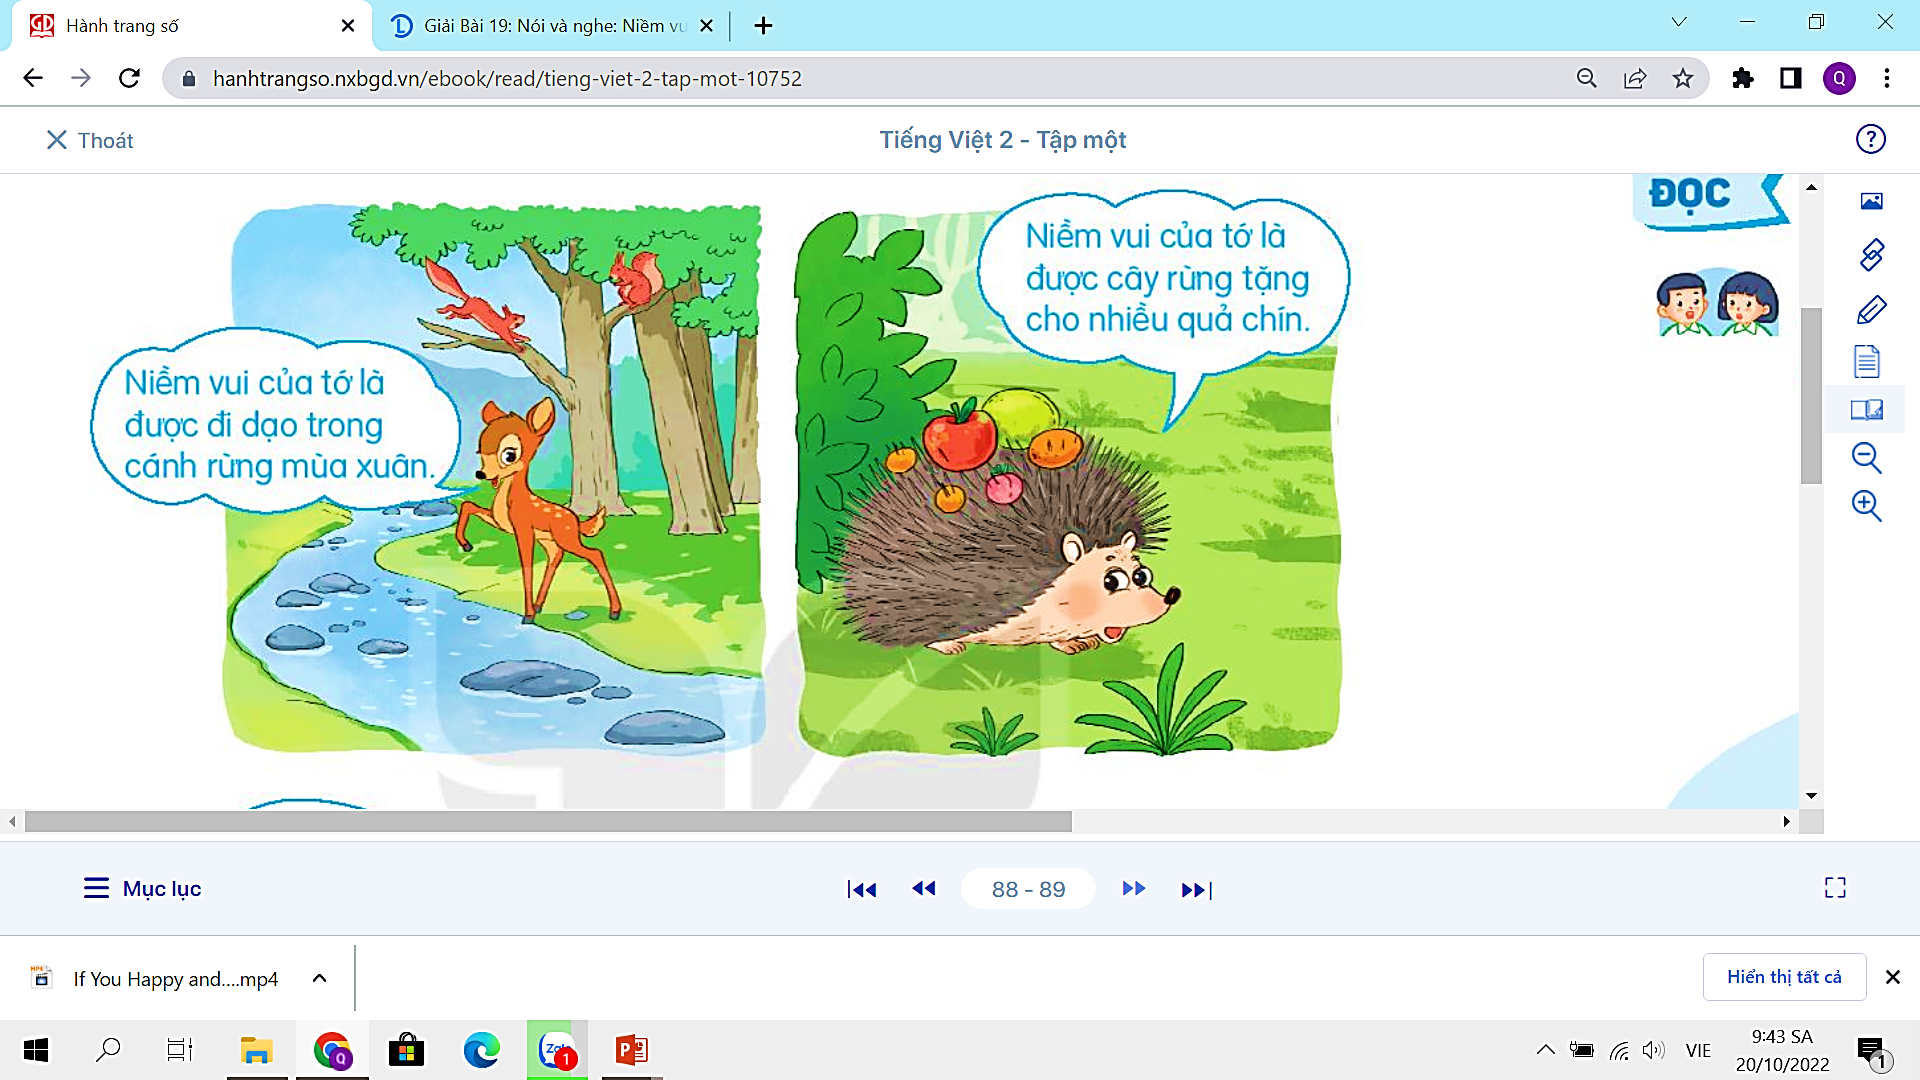 Hành trang số
Giải Bài 19: Nói và nghe: Niềm vu
hanhtrangso.nxbgd.vn/ebook/read/tieng-viet-2-tap-mot-10752
Q
Thoát
Tiếng Việt 2 - Tập một
?
ĐỌC
Niềm vui của tớ là
được cây rừng tặng
cho nhiều quả chín.
Niềm vui của tớ là
được đi dạo trong
cánh rừng mùa xuân.
Mục lục
88 - 89
If You Happy and....mp4
Hiển thị tất cả
Q
Zalo
1
P
VIE
9:43 SA
20/10/2022
1